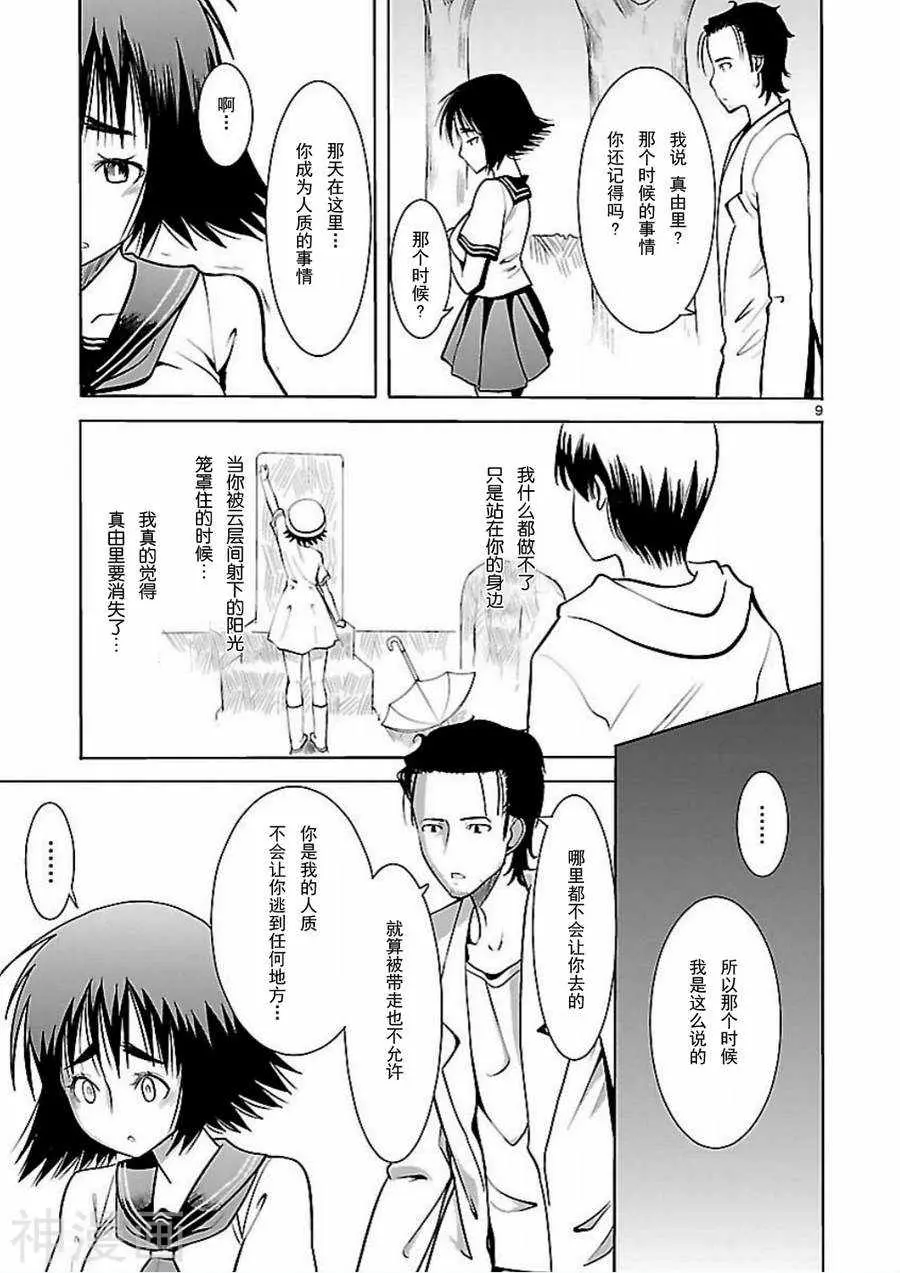 我说 真由里？
那个时候的事情
你还记得吗？
那个时候？
那天在这里…
你成为人质的事情
啊…
9
我什么都做不了
只是站在你的身边
当你被云层间射下的阳光
笼罩住的时候…
我真的觉得
真由里要消失了…
……
所以那个时候
我是这么说的
哪里都不会让你去的
就算被带走也不允许
你是我的人质
不会让你逃到任何地方…
……
神漫画